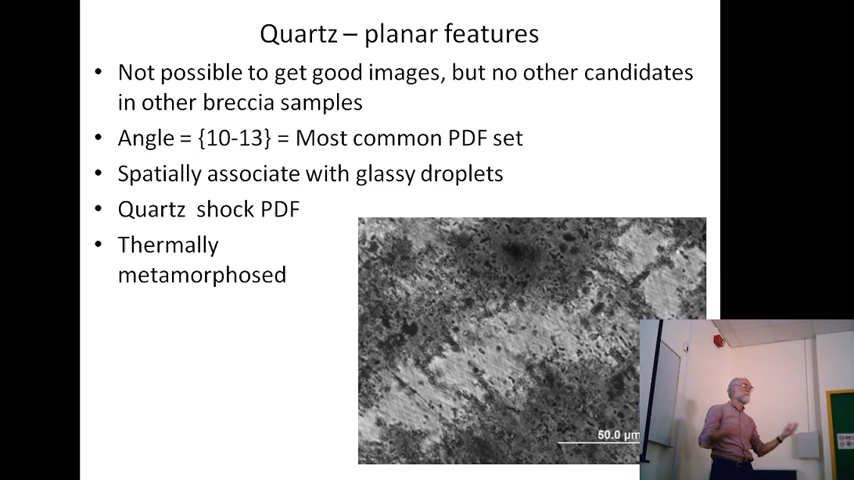 Quartz – planar features
• Not possible to get good images, but no other candidates
in other breccia samples
• Angle = {10-13} = Most common PDF set
• Spatially associate with glassy droplets
• Quartz  shock PDF
• Thermally
metamorphosed
50.0 µm